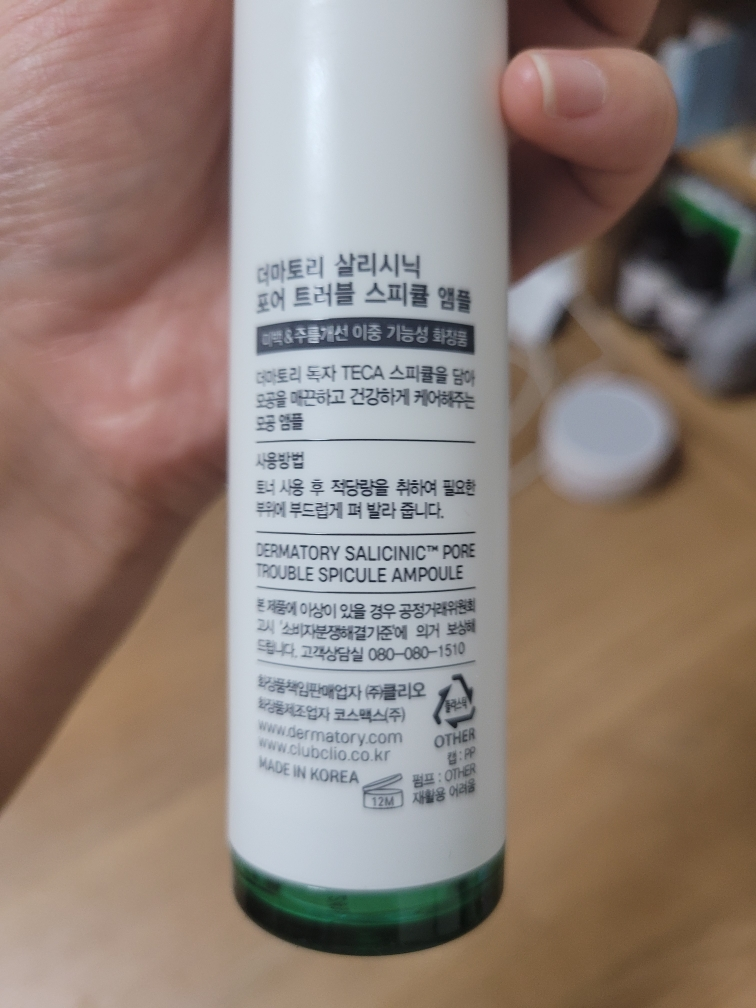 더마토리 살리시닉
포어 트러블 스피큘 앰플
미백&주름개선 이중 기능성 화장품
더마토리 독자 TECA 스피큘을 담아
모공을 매끈하고 건강하게 케어해주는
모공 앰플
사용방법
토너 사용 후 적당량을 취하여 필요한
부위에 부드럽게 펴 발라 줍니다.
DERMATORY SALICINIC™ PORE
TROUBLE SPICULE AMPOULE
본 제품에 이상이 있을 경우 공정거래위원회
고시 '소비자분쟁해결기준'에 의거 보상해
드립니다. 고객상담실 080-080-1510
화장품책임판매업자 (주)클리오
화장품제조업자 코스맥스(주)
www.dermatory.com
www.clubclio.co.kr
MADE IN KOREA
12M
플라스틱
OTHER
캡 : PP
펌프 : OTHER
재활용 어려움